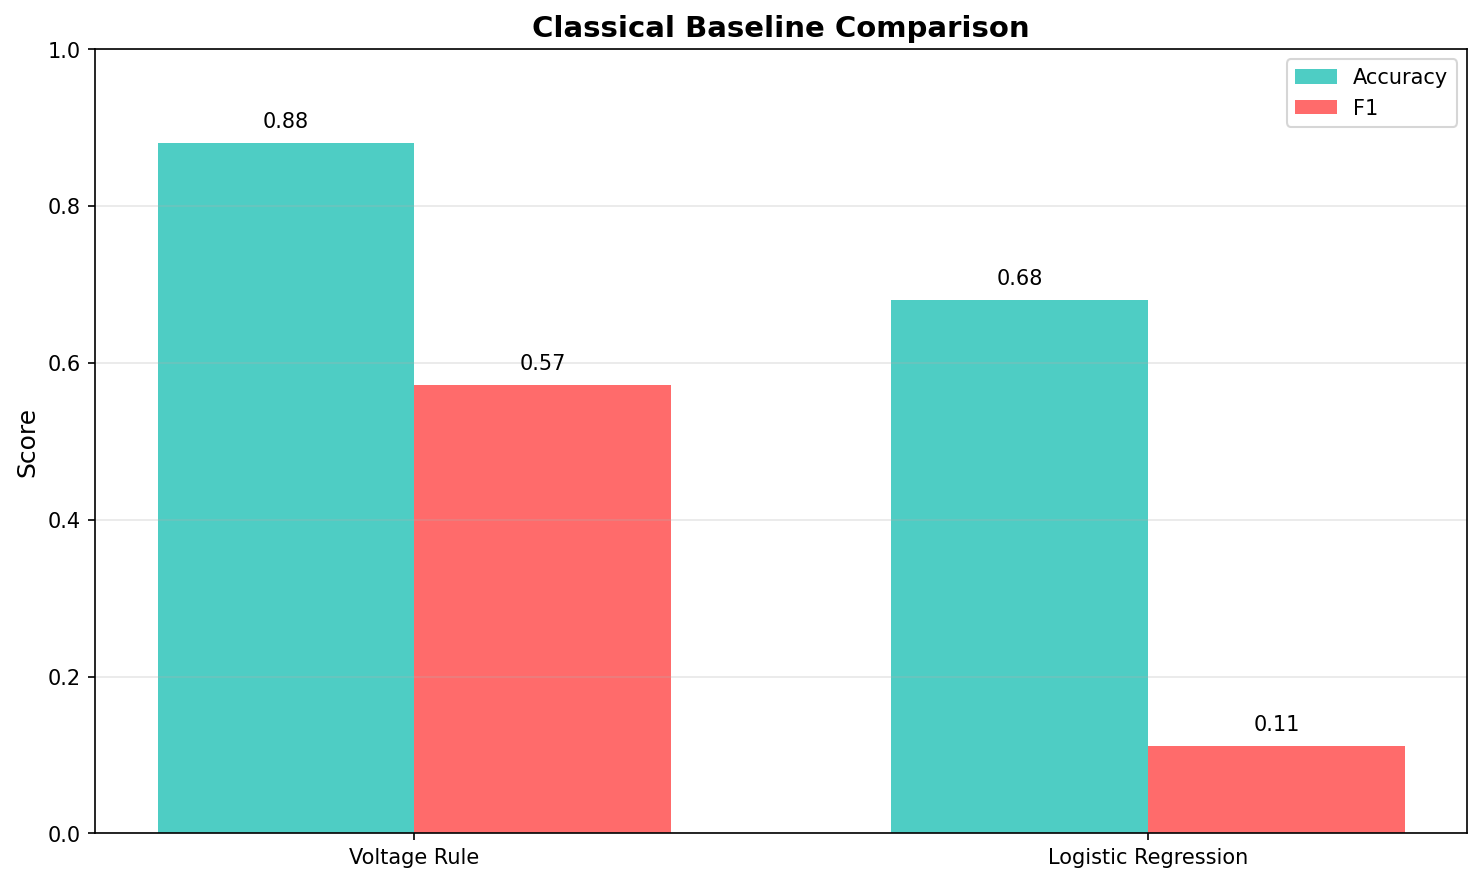 Classical Baseline Comparison
Accuracy
F1
Score
1.0
0.8
0.6
0.4
0.2
0.0
0.88
0.57
0.68
0.11
Voltage Rule
Logistic Regression